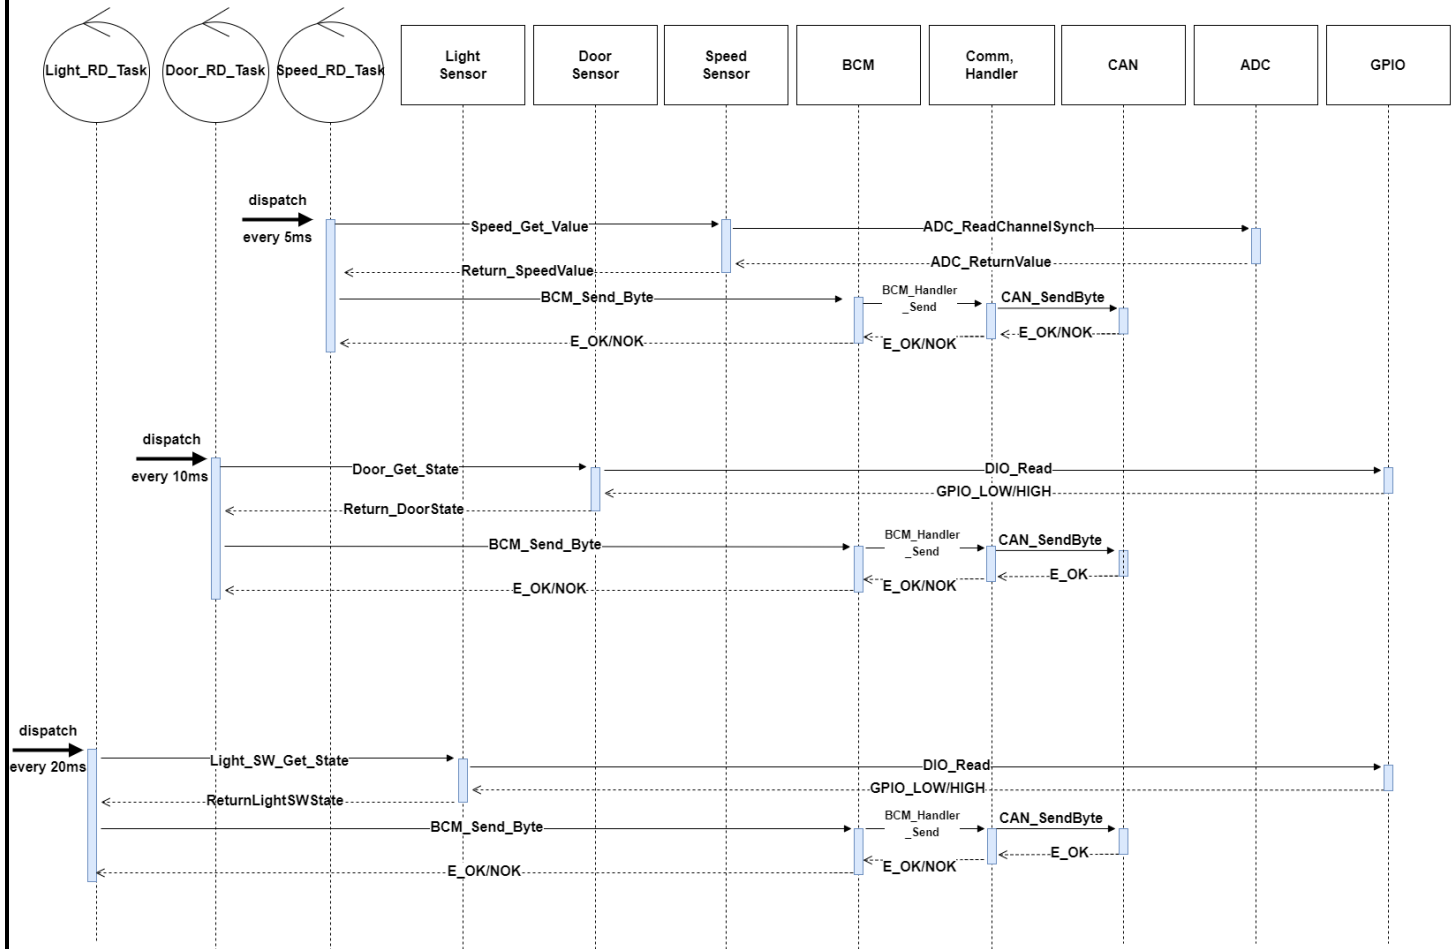 Light_RD_Task
Door_RD_Task
Speed_RD_Task
Light
Sensor
Door
Sensor
Speed
Sensor
BCM
Comm,
Handler
CAN
ADC
GPIO
dispatch
every 5ms
Speed_Get_Value
ADC_ReadChannelSynch
ADC_ReturnValue
Return_SpeedValue
BCM_Send_Byte
BCM_Handler
_Send
CAN_SendByte
E_OK/NOK
E_OK/NOK
E_OK/NOK
dispatch
every 10ms
Door_Get_State
DIO_Read
GPIO_LOW/HIGH
Return_DoorState
BCM_Send_Byte
BCM_Handler
_Send
CAN_SendByte
E_OK
E_OK/NOK
E_OK/NOK
dispatch
every 20ms
Light_SW_Get_State
DIO_Read
GPIO_LOW/HIGH
ReturnLightSWState
BCM_Send_Byte
BCM_Handler
_Send
CAN_SendByte
E_OK
E_OK/NOK
E_OK/NOK